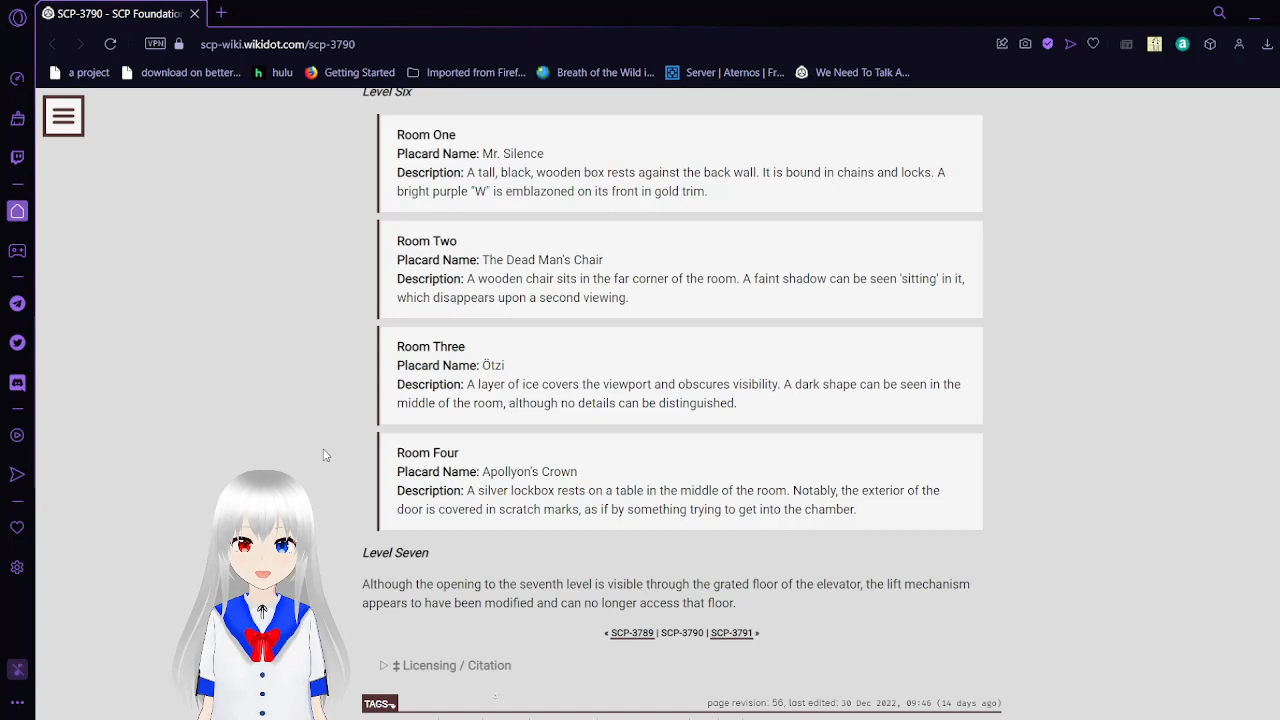 SCP-3790 - SCP Foundatio
VPN
scp-wiki.wikidot.com/scp-3790
a project
download on better...
hulu
Getting Started
Imported from Firef...
Breath of the Wild i...
Server | Aternos | Fr...
We Need To Talk A...
Level Six
Room One
Placard Name: Mr. Silence
Description: A tall, black, wooden box rests against the back wall. It is bound in chains and locks. A
bright purple "W" is emblazoned on its front in gold trim.
Room Two
Placard Name: The Dead Man's Chair
Description: A wooden chair sits in the far corner of the room. A faint shadow can be seen 'sitting' in it,
which disappears upon a second viewing.
Room Three
Placard Name: Ötzi
Description: A layer of ice covers the viewport and obscures visibility. A dark shape can be seen in the
middle of the room, although no details can be distinguished.
Room Four
Placard Name: Apollyon's Crown
Description: A silver lockbox rests on a table in the middle of the room. Notably, the exterior of the
door is covered in scratch marks, as if by something trying to get into the chamber.
Level Seven
Although the opening to the seventh level is visible through the grated floor of the elevator, the lift mechanism
appears to have been modified and can no longer access that floor.
« SCP-3789 | SCP-3790 | SCP-3791 »
‡ Licensing / Citation
TAGS
page revision: 56, last edited: 30 Dec 2022, 09:46 (14 days ago)